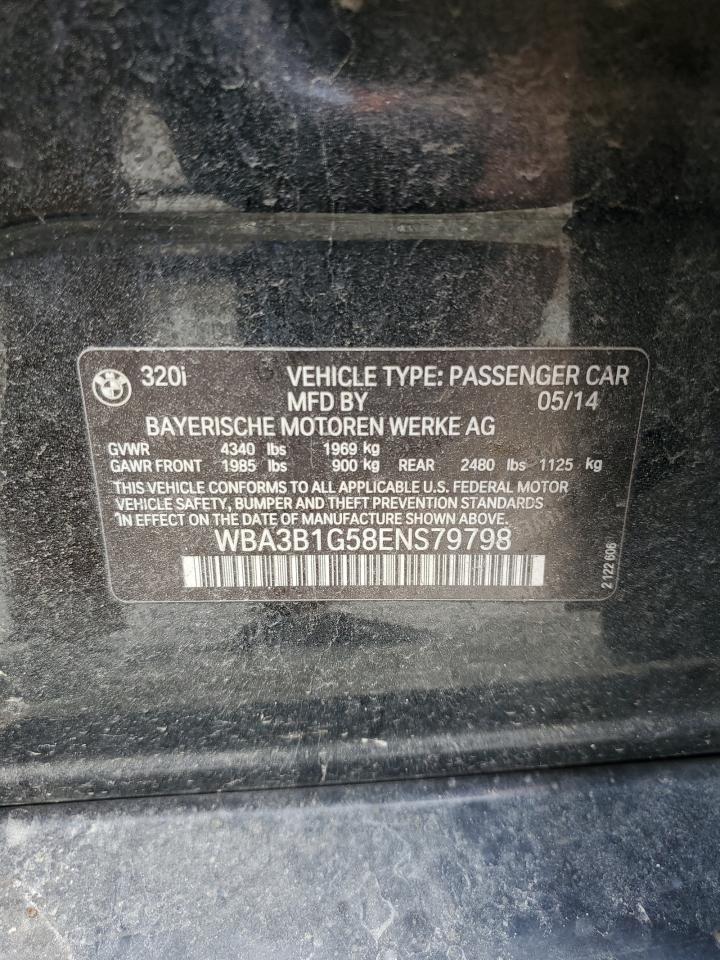 320i VEHICLE TYPE: PASSENGER CAR
MFD BY 05/14
BAYERISCHE MOTOREN WERKE AG
GVWR 4340 lbs 1969 kg
GAWR FRONT 1985 lbs 900 kg REAR 2480 lbs 1125 kg
THIS VEHICLE CONFORMS TO ALL APPLICABLE U.S. FEDERAL MOTOR
VEHICLE SAFETY, BUMPER AND THEFT PREVENTION STANDARDS
IN EFFECT ON THE DATE OF MANUFACTURE SHOWN ABOVE.
WBA3B1G58ENS79798
2 122 606